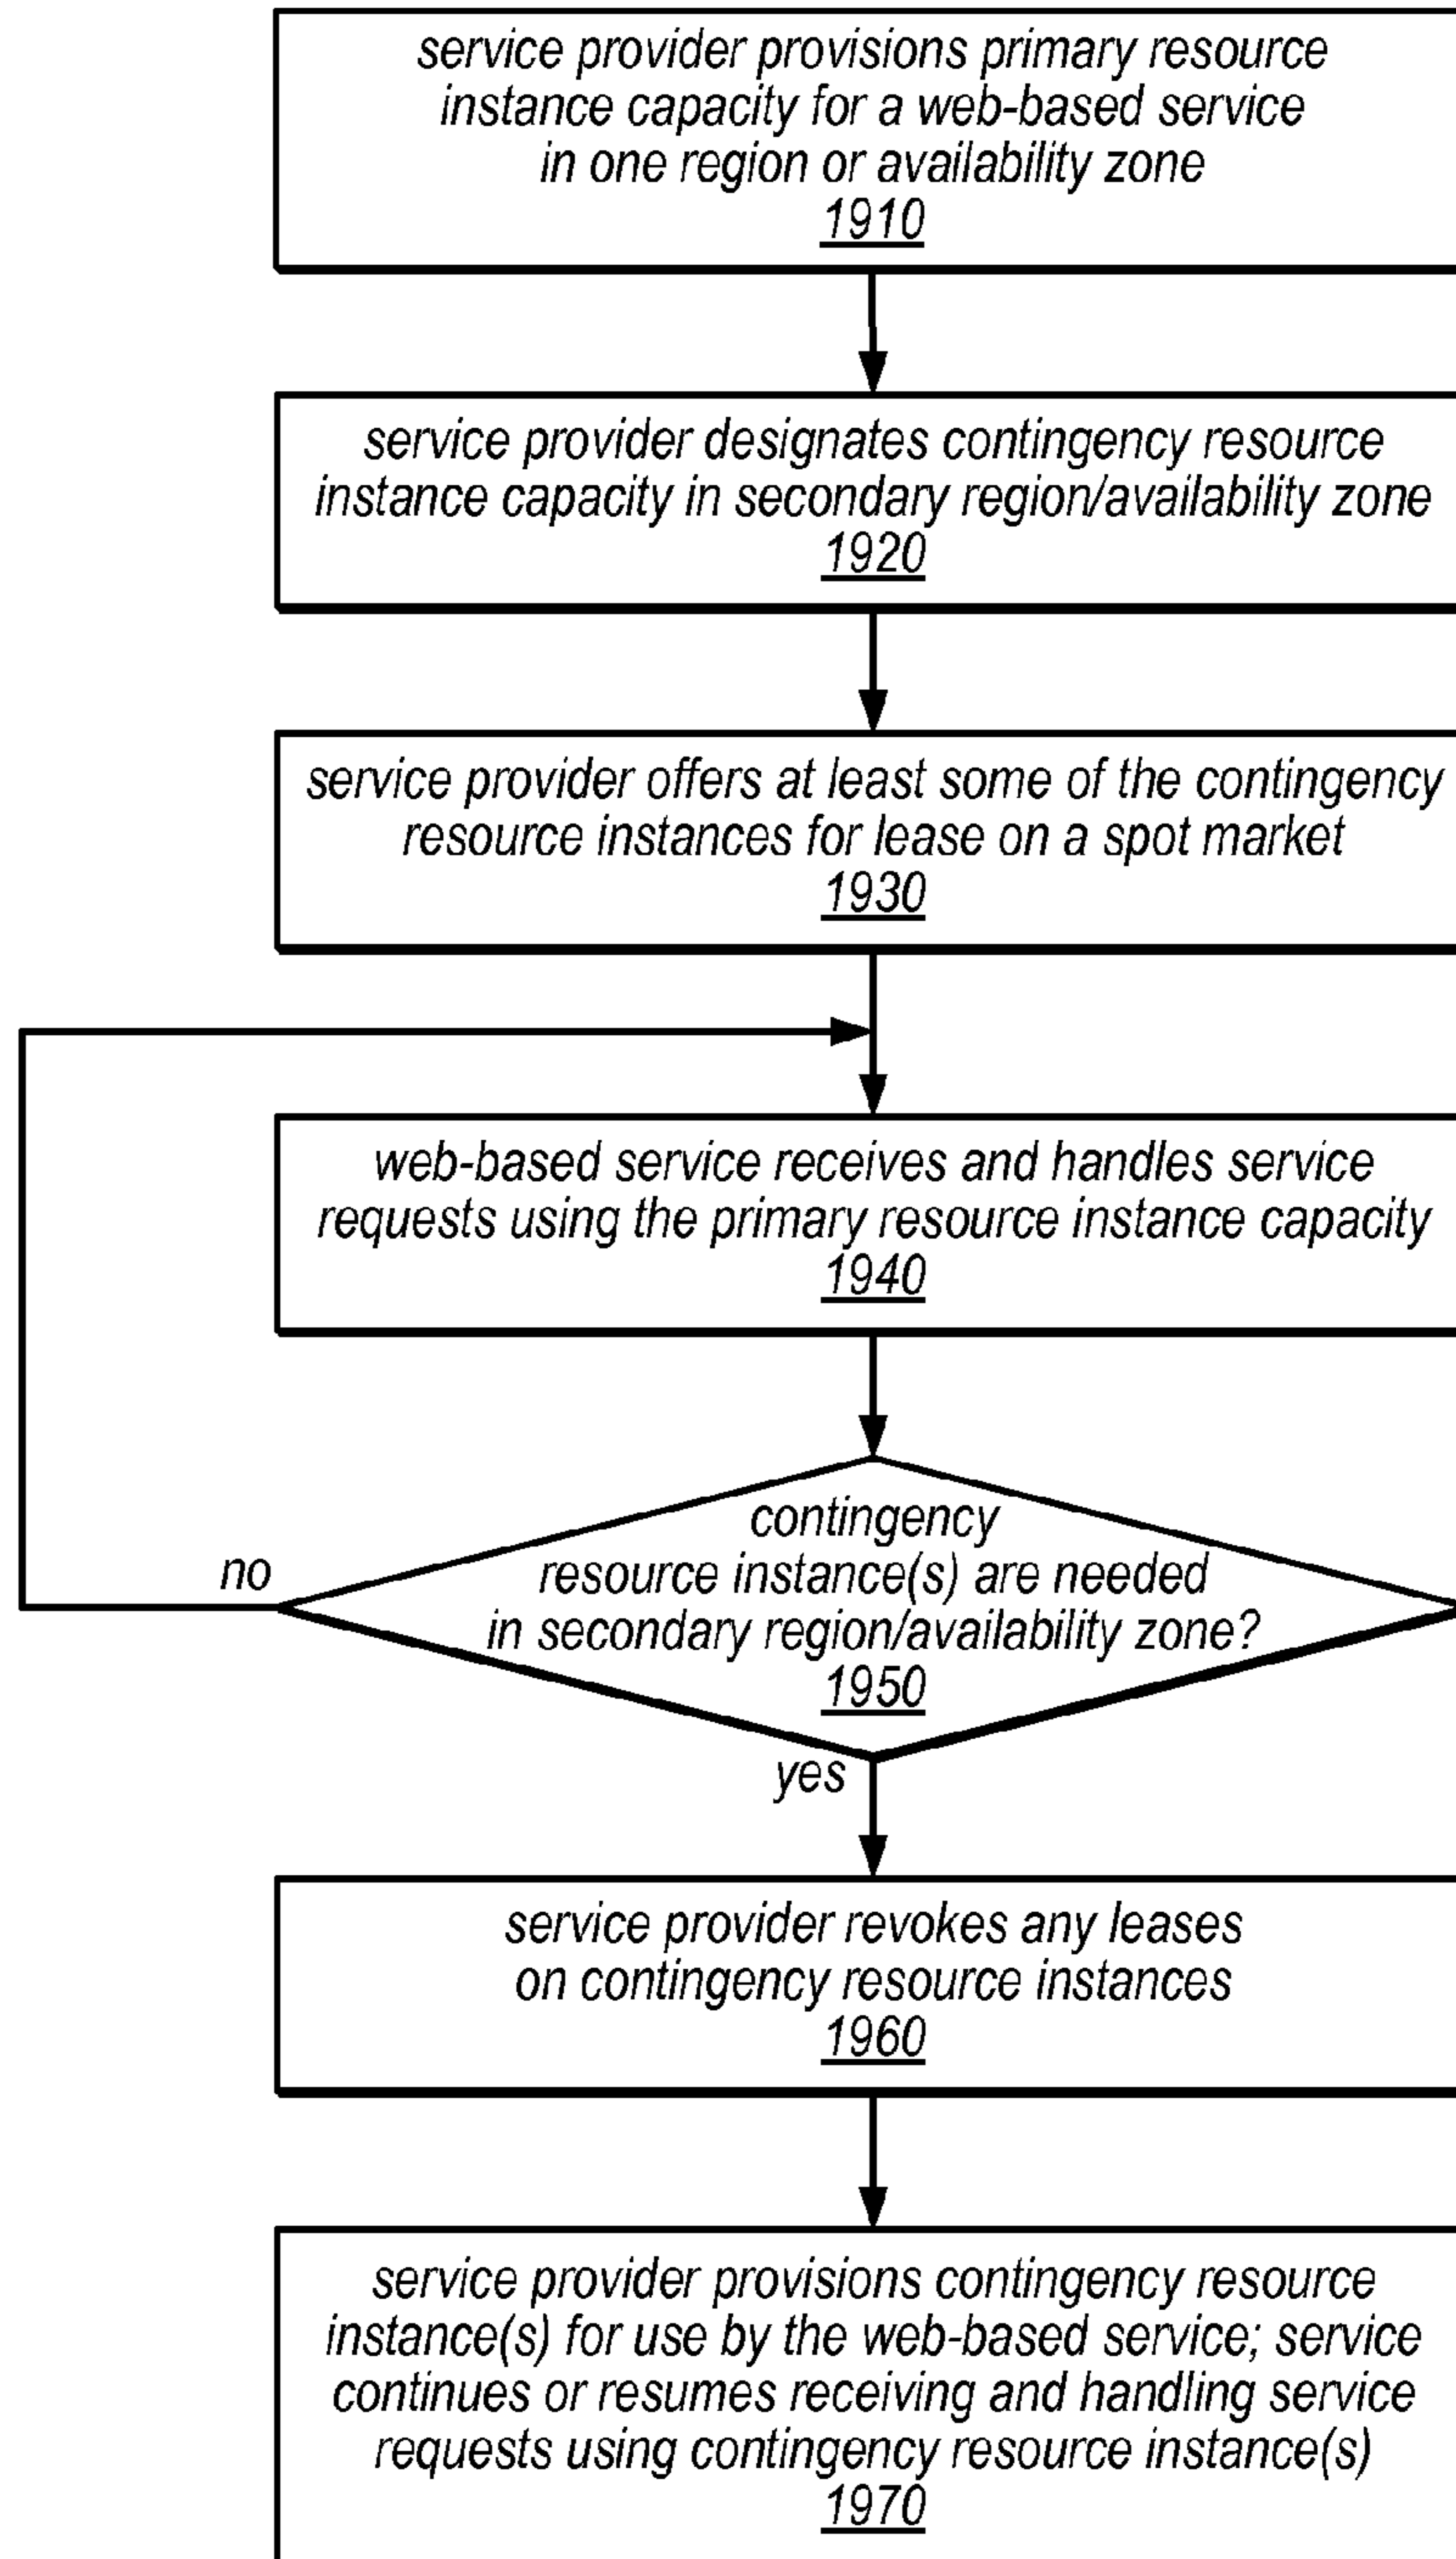 service provider provisions primary resource
instance capacity for a web-based service
in one region or availability zone
1910
service provider designates contingency resource
instance capacity in secondary region/availability zone
1920
service provider offers at least some of the contingency
resource instances for lease on a spot market
1930
web-based service receives and handles service
requests using the primary resource instance capacity
1940
contingency
resource instance(s) are needed
in secondary region/availability zone?
1950
no
yes
service provider revokes any leases
on contingency resource instances
1960
service provider provisions contingency resource
instance(s) for use by the web-based service; service
continues or resumes receiving and handling service
requests using contingency resource instance(s)
1970